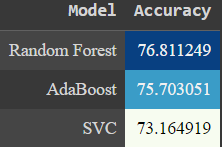 Model Accuracy
Random Forest 76.811249
AdaBoost 75.703051
SVC 73.164919